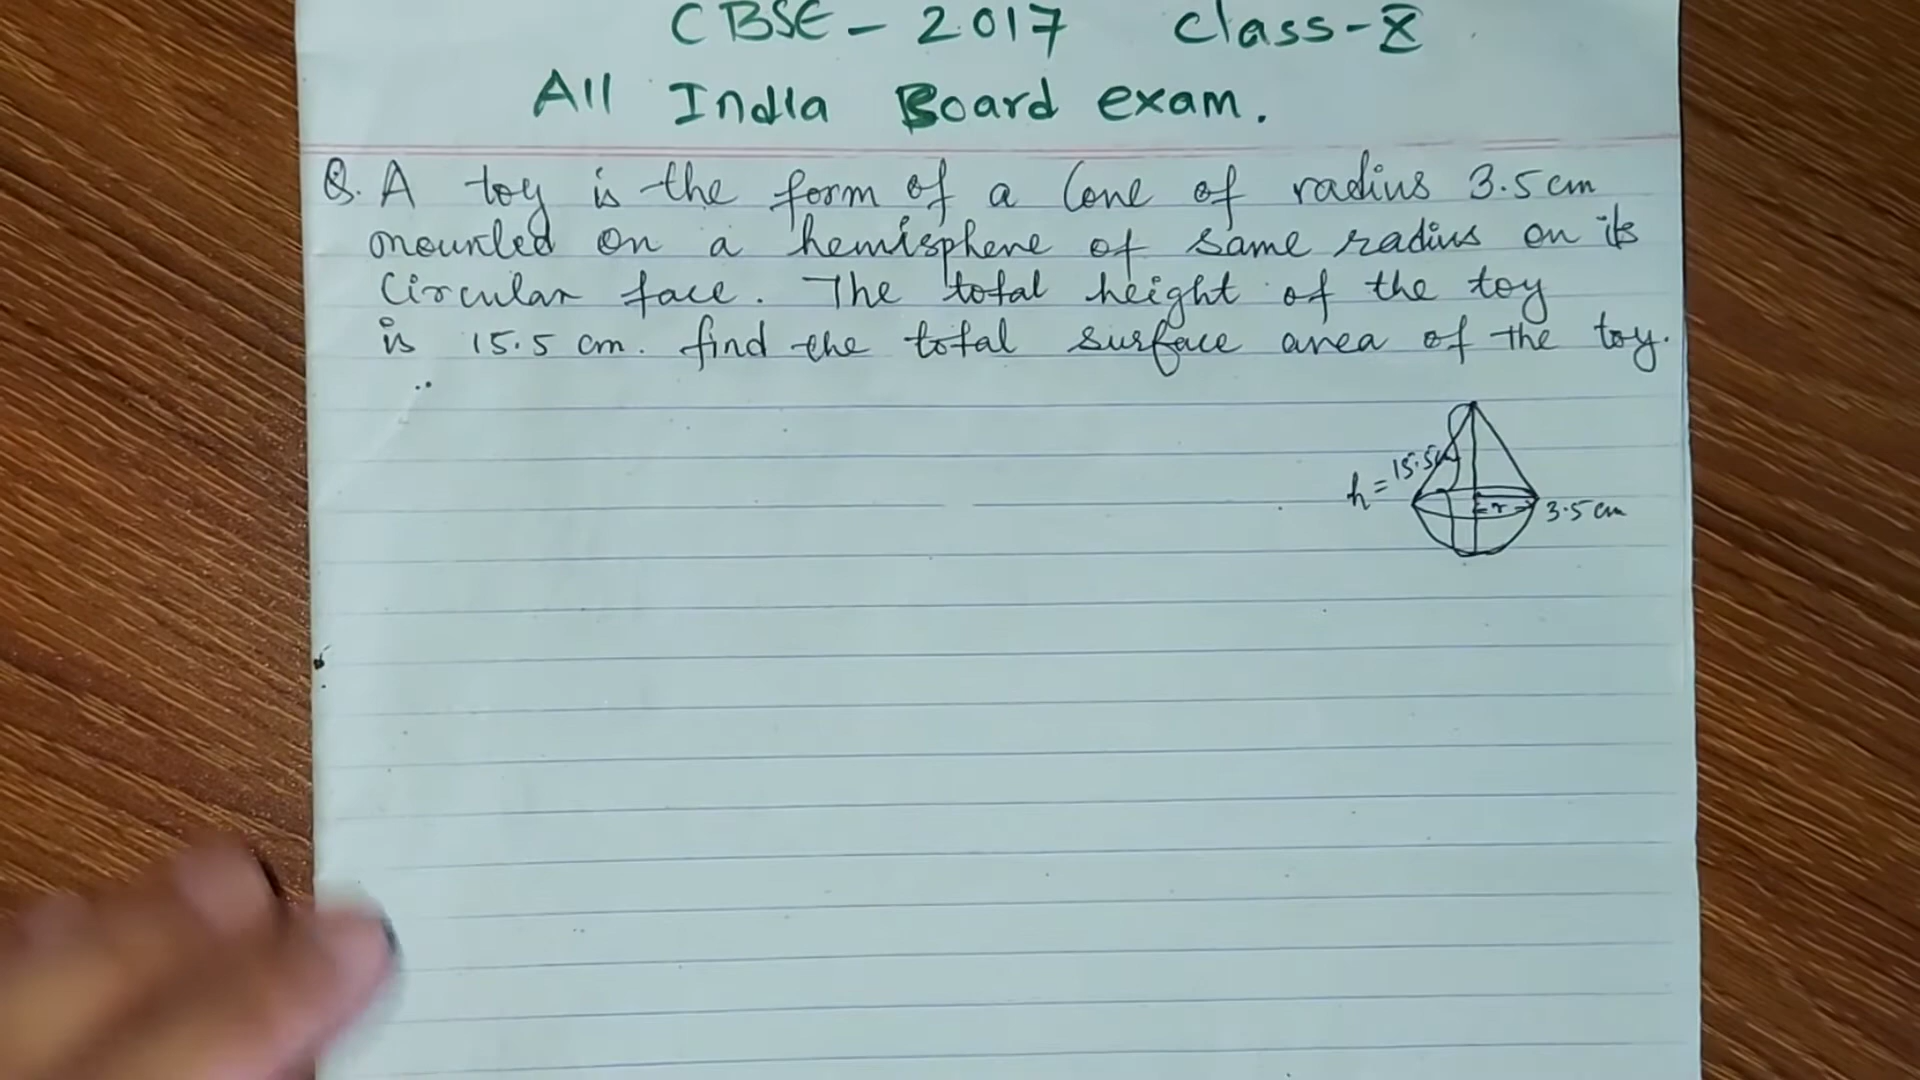 CBSE - 2017 Class-X
All India Board exam.
Q. A toy is the form of a Cone of radius 3.5 cm
mounted on a hemisphere of same radius on its
Circular face. The total height of the toy
is 15.5 cm. find the total surface area of the toy.
h = 15.5cm
r
3.5 cm